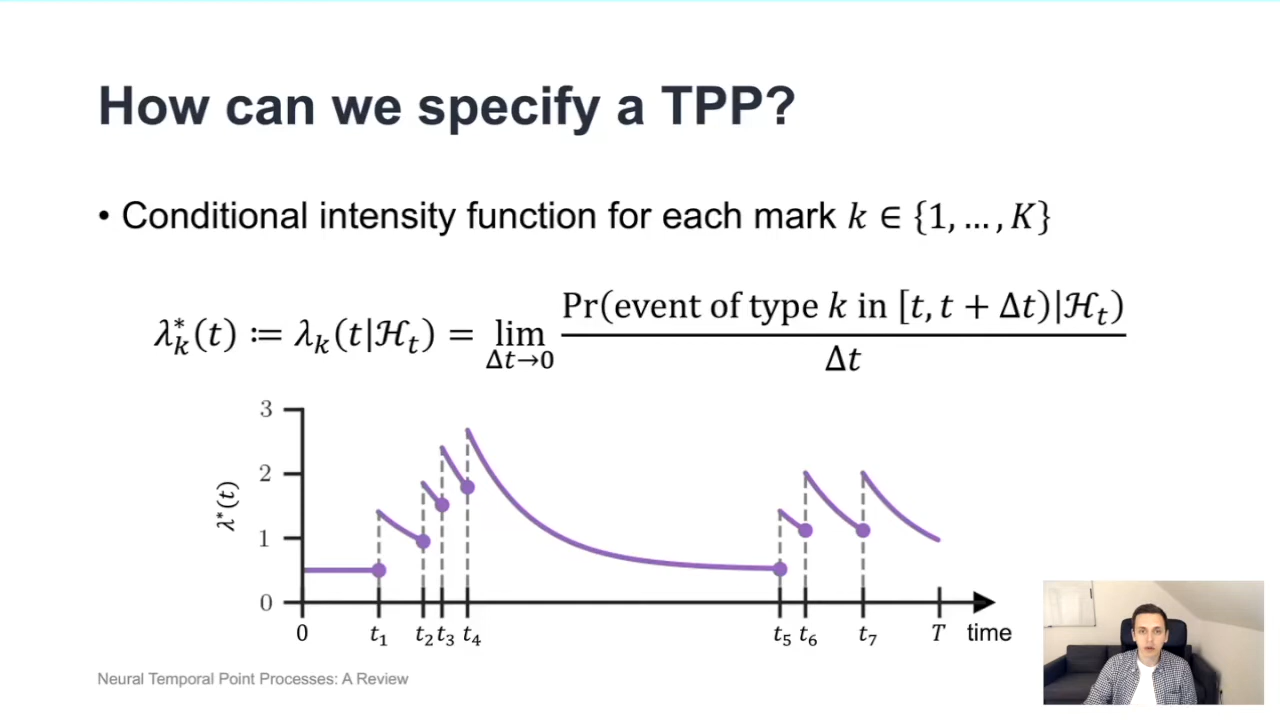 How can we specify a TPP?
• Conditional intensity function for each mark k ∈ {1, … , K}
λ*ₖ(t) ≔ λₖ(t|ℋₜ) = lim Δt→0 Pr(event of type k in [t, t + Δt)|ℋₜ) / Δt
3
2
1
0
λ*(t)
0 t₁ t₂ t₃ t₄ t₅ t₆ t₇ T time
Neural Temporal Point Processes: A Review